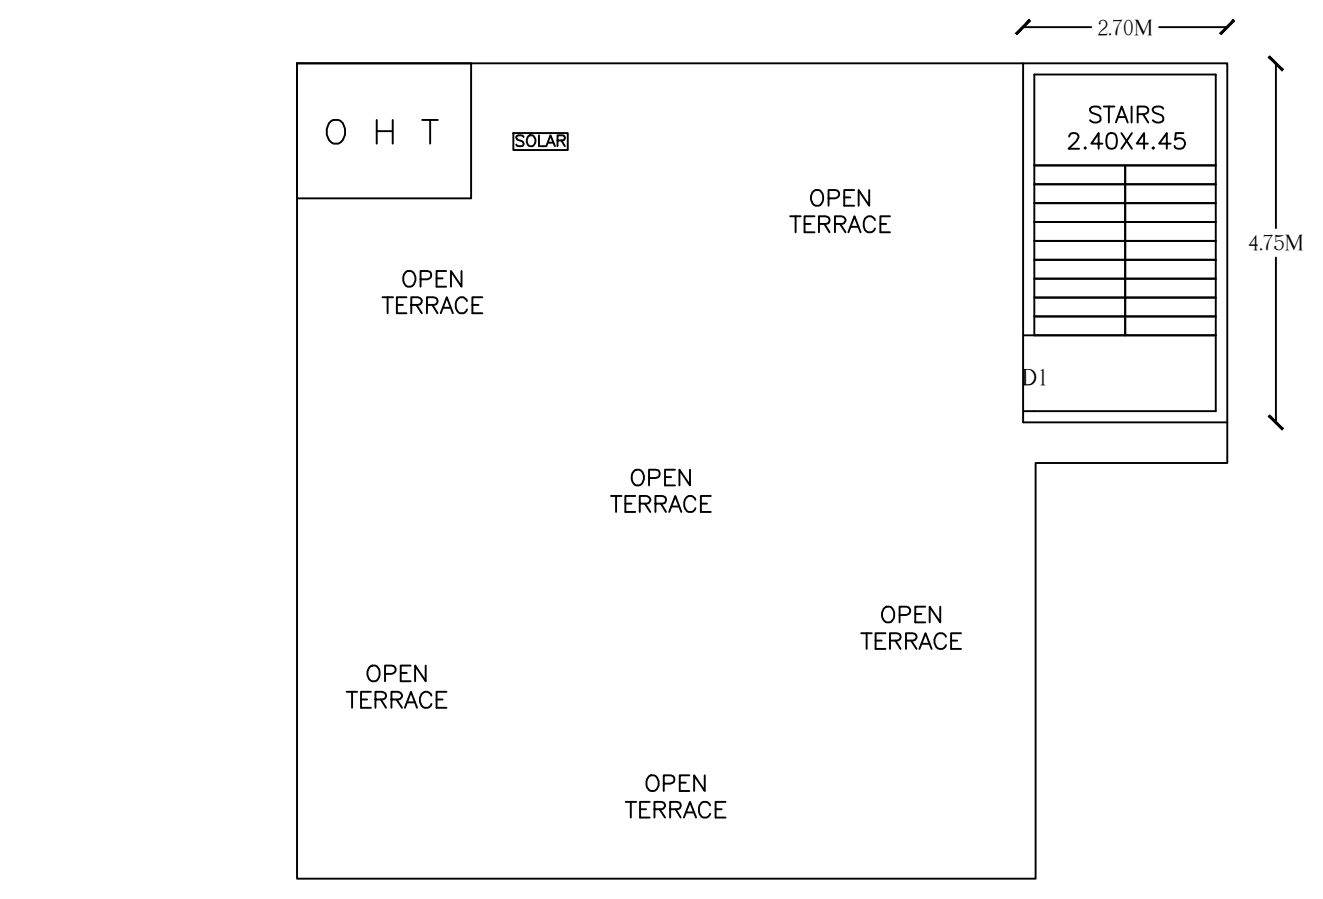 2.70M
O H T
SOLAR
STAIRS
2.40X4.45
OPEN
TERRACE
4.75M
OPEN
TERRACE
D1
OPEN
TERRACE
OPEN
TERRACE
OPEN
TERRACE
OPEN
TERRACE